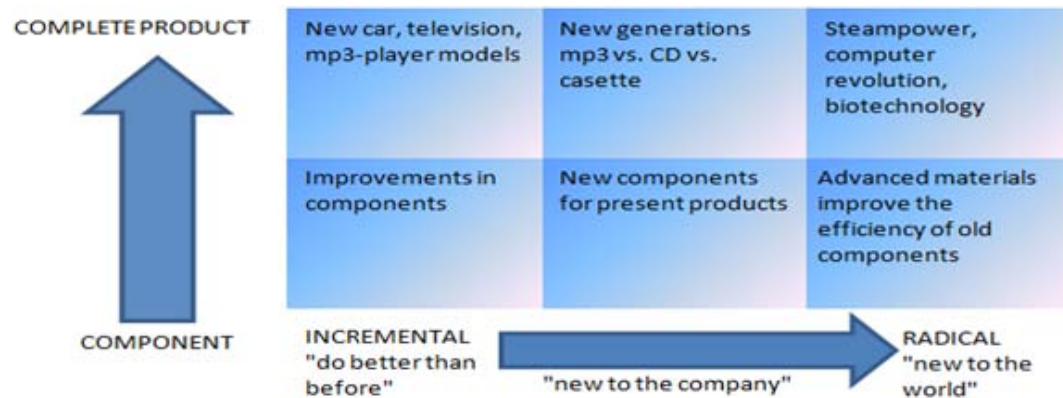 COMPLETE PRODUCT
New car, television,
mp3-player models
New generations
mp3 vs. CD vs.
casette
Steampower,
computer
revolution,
biotechnology
Improvements in
components
New components
for present products
Advanced materials
improve the
efficiency of old
components
COMPONENT
INCREMENTAL
"do better than
before"
"new to the company"
RADICAL
"new to the
world"